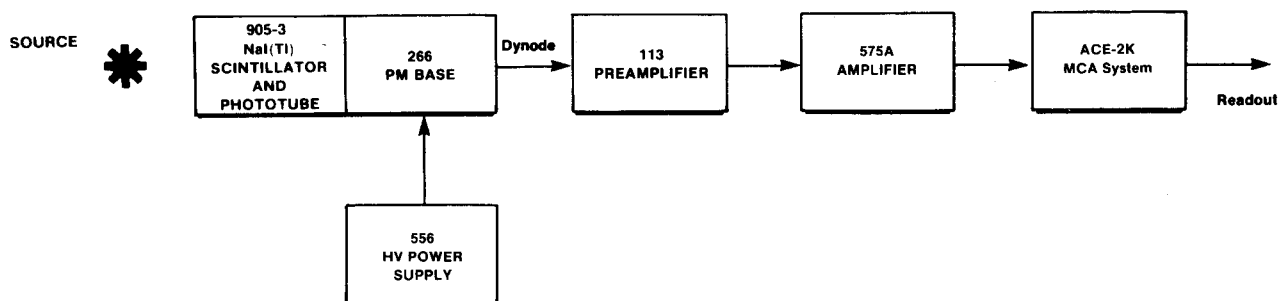 SOURCE
905-3
NaI(Tl)
SCINTILLATOR
AND
PHOTOTUBE
266
PM BASE
Dynode
113
PREAMPLIFIER
575A
AMPLIFIER
ACE-2K
MCA System
Readout
556
HV POWER
SUPPLY